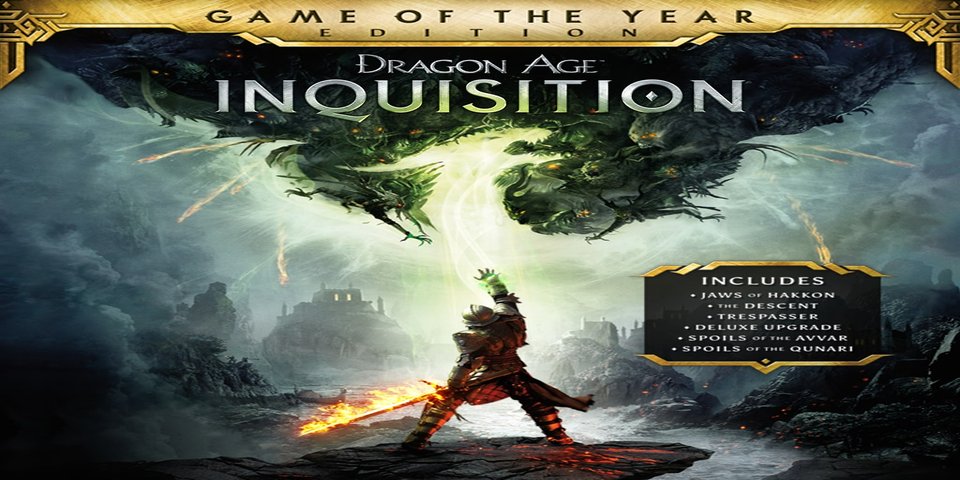 GAME OF THE YEAR
EDITION
DRAGON AGE
INQUISITION
INCLUDES
• JAWS OF HAKKON
• THE DESCENT
• TRESPASSER
• DELUXE UPGRADE
• SPOILS OF THE AVVAR
• SPOILS OF THE QUNARI